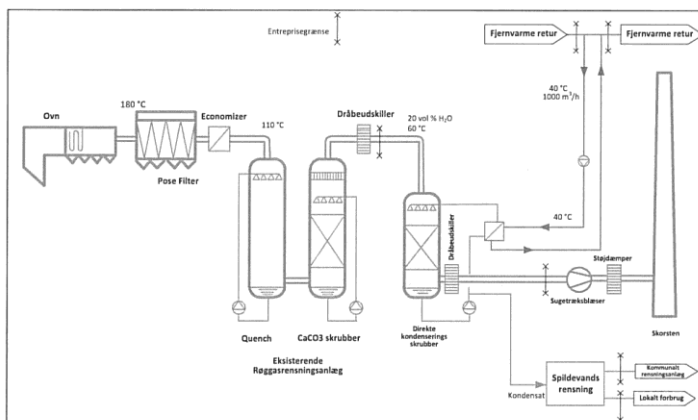 Entreprisegrænse
Fjernvarme retur
Fjernvarme retur
40 °C
1000 m³/h
180 °C
Ovn
Economizer
Dråbeudskiller
20 vol % H₂O
60 °C
110 °C
Pose Filter
40 °C
Dråbeudskiller
Støjdæmper
Sugetræksblæser
Quench
CaCO3 skrubber
Direkte
kondenserings
skrubber
Skorsten
Eksisterende
Røggasrensningsanlæg
Kondensat
Spildevands
rensning
Kommunalt
rensningsanlæg
Lokalt forbrug